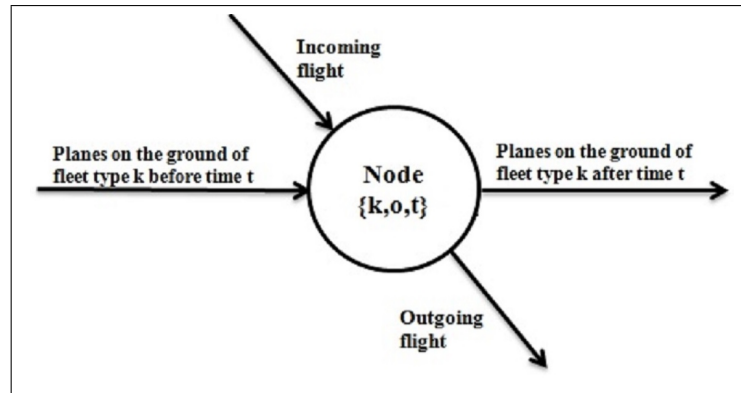 Incoming
flight
Planes on the ground of
fleet type k before time t
Node
{k,o,t}
Planes on the ground of
fleet type k after time t
Outgoing
flight